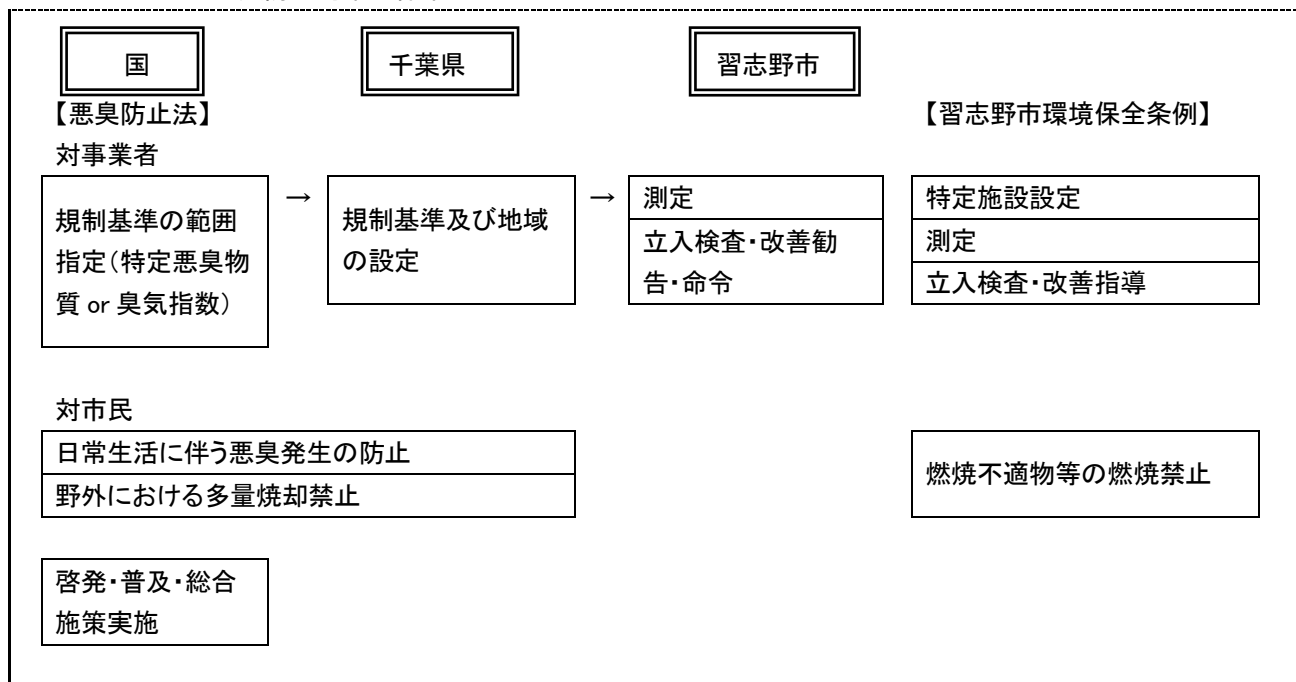 国
千葉県
習志野市
【悪臭防止法】
【習志野市環境保全条例】
対事業者
規制基準の範囲
指定(特定悪臭物
質 or 臭気指数)
→
規制基準及び地域
の設定
→
測定
立入検査・改善勧
告・命令
特定施設設定
測定
立入検査・改善指導
対市民
日常生活に伴う悪臭発生の防止
野外における多量焼却禁止
燃焼不適物等の燃焼禁止
啓発・普及・総合
施策実施